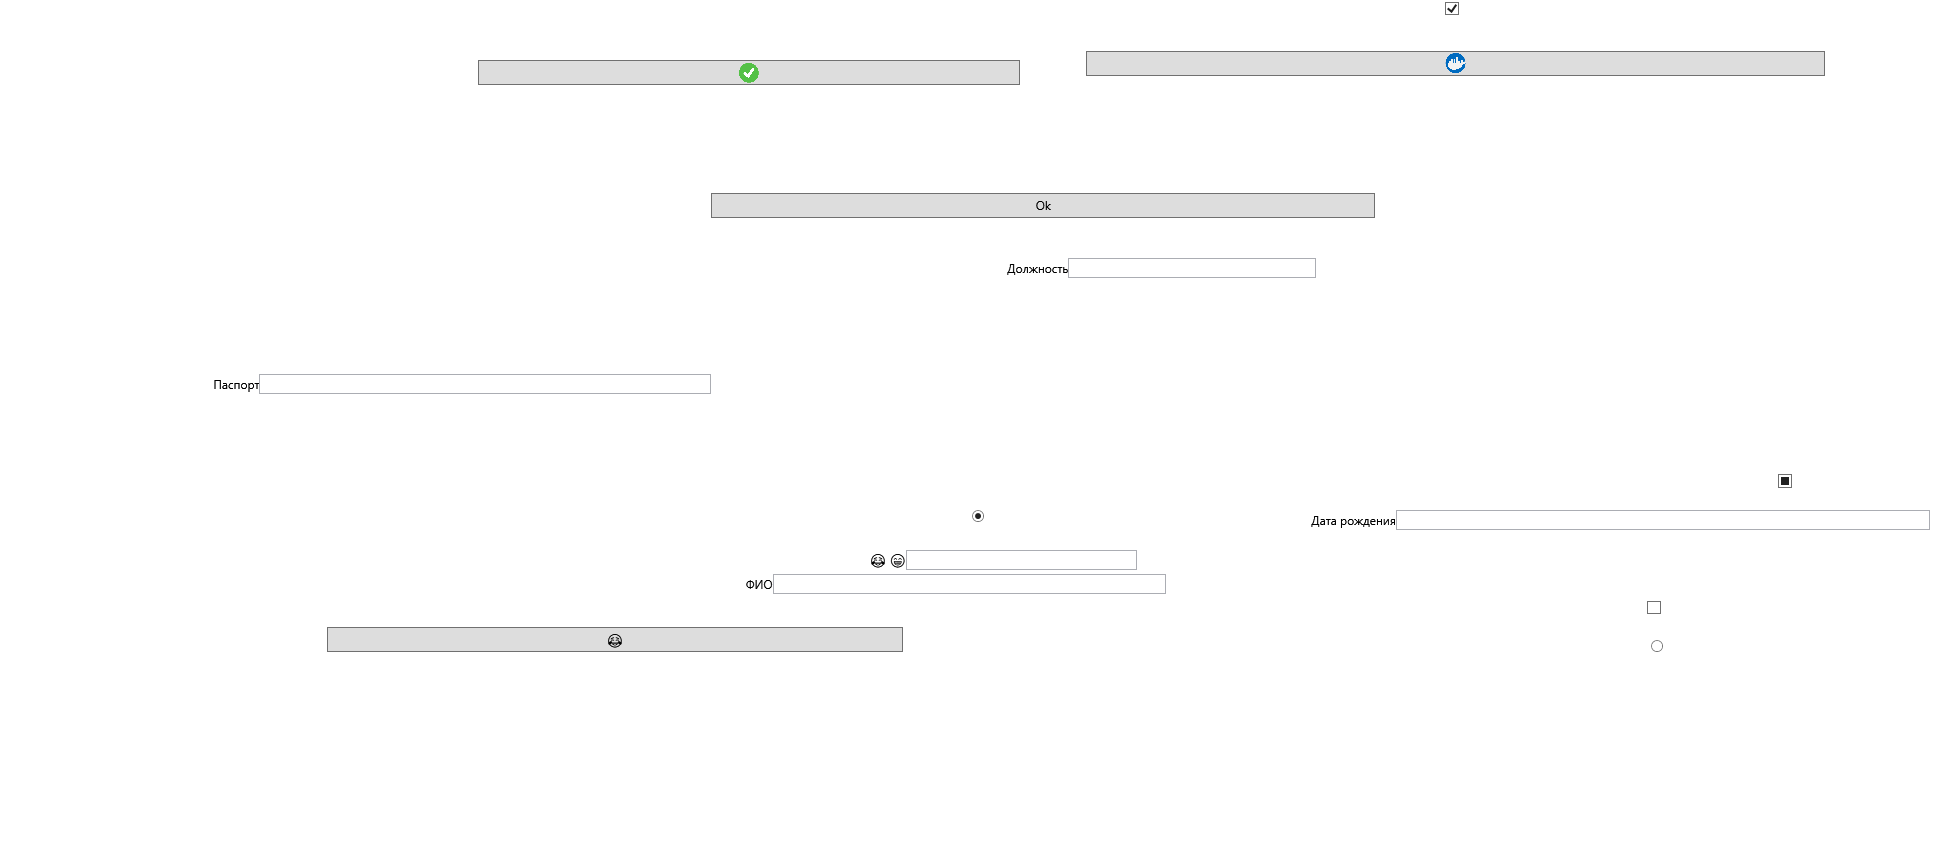 Ok
Должность
Паспорт
Дата рождения
ФИО